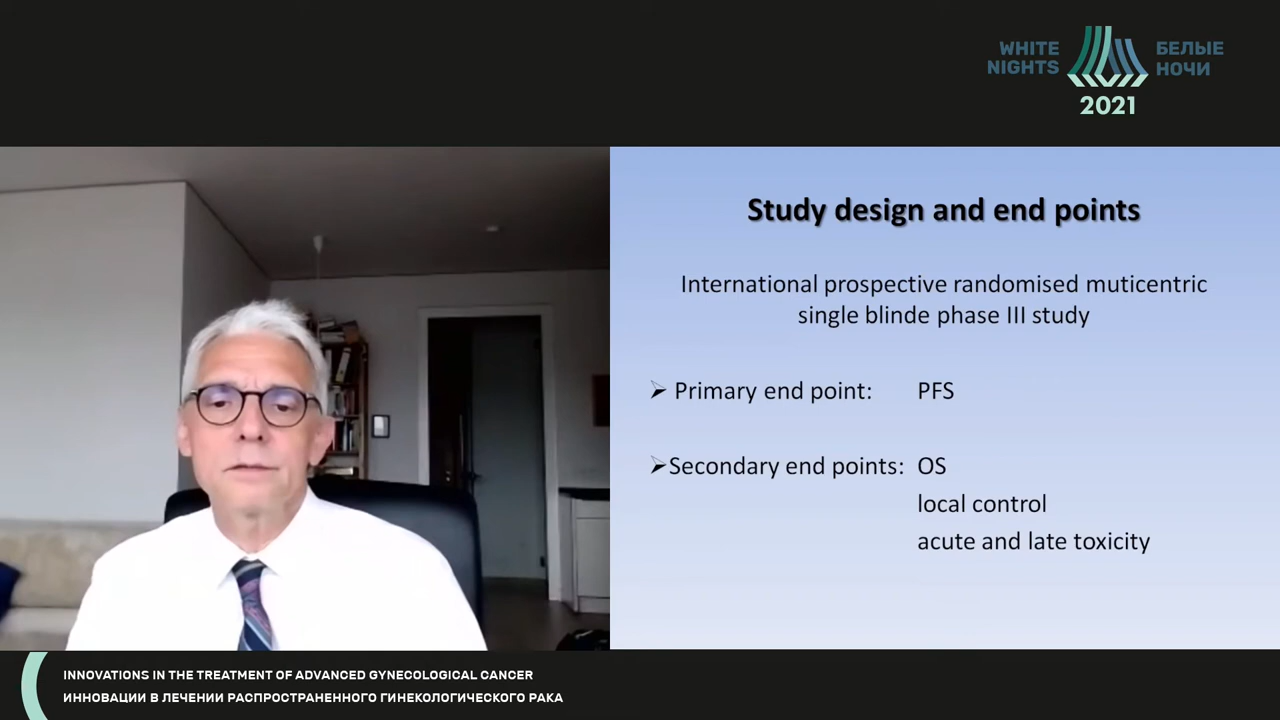 WHITE
NIGHTS
БЕЛЫЕ
НОЧИ
2021
Study design and end points
International prospective randomised muticentric
single blinde phase III study
➢ Primary end point: PFS
➢Secondary end points: OS
local control
acute and late toxicity
INNOVATIONS IN THE TREATMENT OF ADVANCED GYNECOLOGICAL CANCER
ИННОВАЦИИ В ЛЕЧЕНИИ РАСПРОСТРАНЕННОГО ГИНЕКОЛОГИЧЕСКОГО РАКА